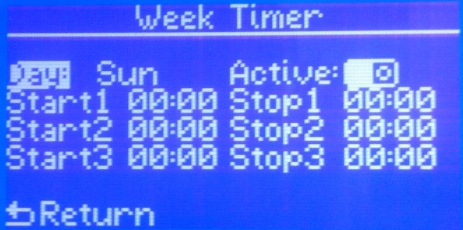 Week Timer
Day: Sun Active:
Start1 00:00 Stop1 00:00
Start2 00:00 Stop2 00:00
Start3 00:00 Stop3 00:00
Return